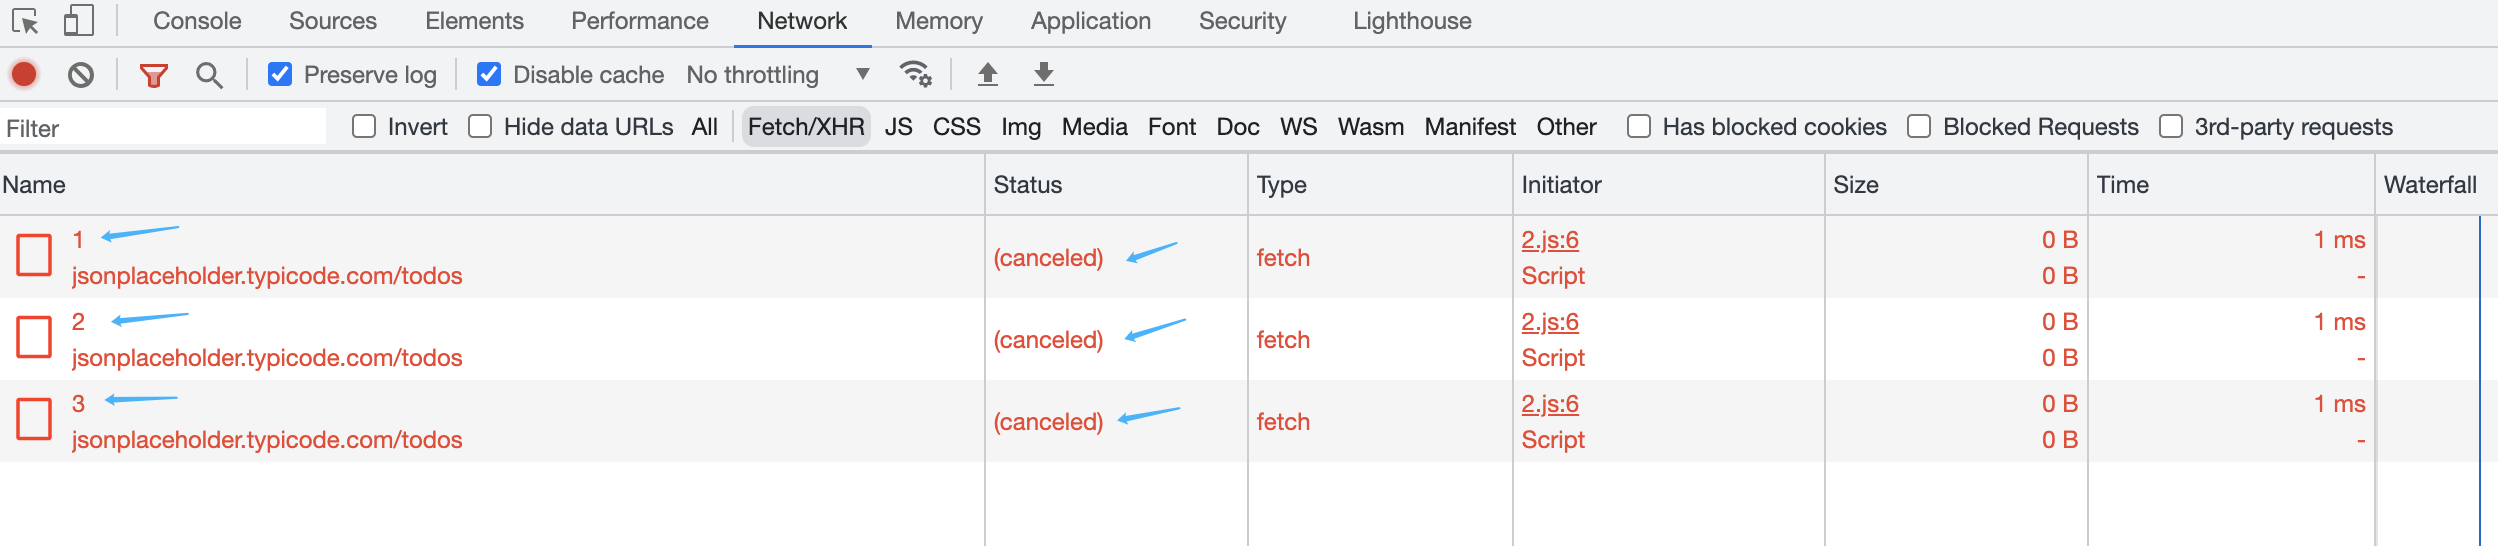 Console Sources Elements Performance Network Memory Application Security Lighthouse
Preserve log Disable cache No throttling
Filter Invert Hide data URLs All Fetch/XHR JS CSS Img Media Font Doc WS Wasm Manifest Other Has blocked cookies Blocked Requests 3rd-party requests
Name Status Type Initiator Size Time Waterfall
1 2.js:6 0 B 1 ms
(canceled) fetch
jsonplaceholder.typicode.com/todos Script 0 B -
2 2.js:6 0 B 1 ms
(canceled) fetch
jsonplaceholder.typicode.com/todos Script 0 B -
3 2.js:6 0 B 1 ms
(canceled) fetch
jsonplaceholder.typicode.com/todos Script 0 B -